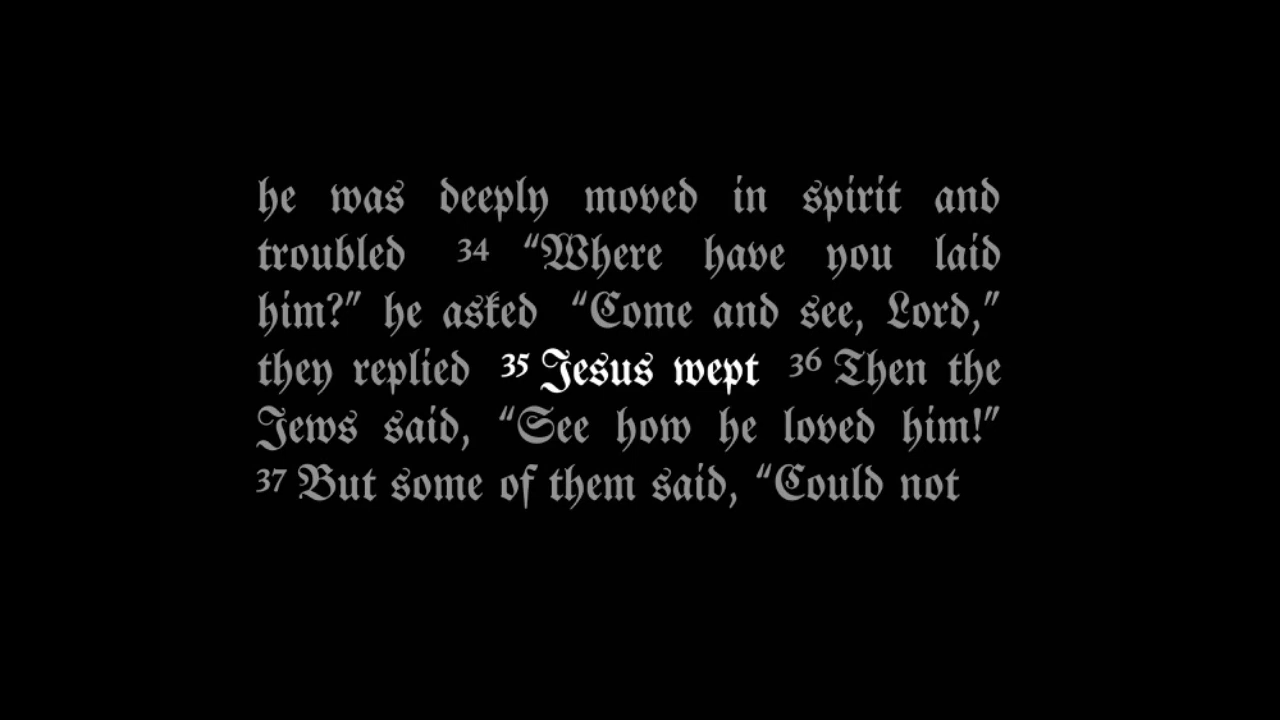 he was deeply moved in spirit and
troubled 34 “Where have you laid
him?” he asked “Come and see, Lord,”
they replied 35 Jesus wept 36 Then the
Jews said, “See how he loved him!”
37 But some of them said, “Could not